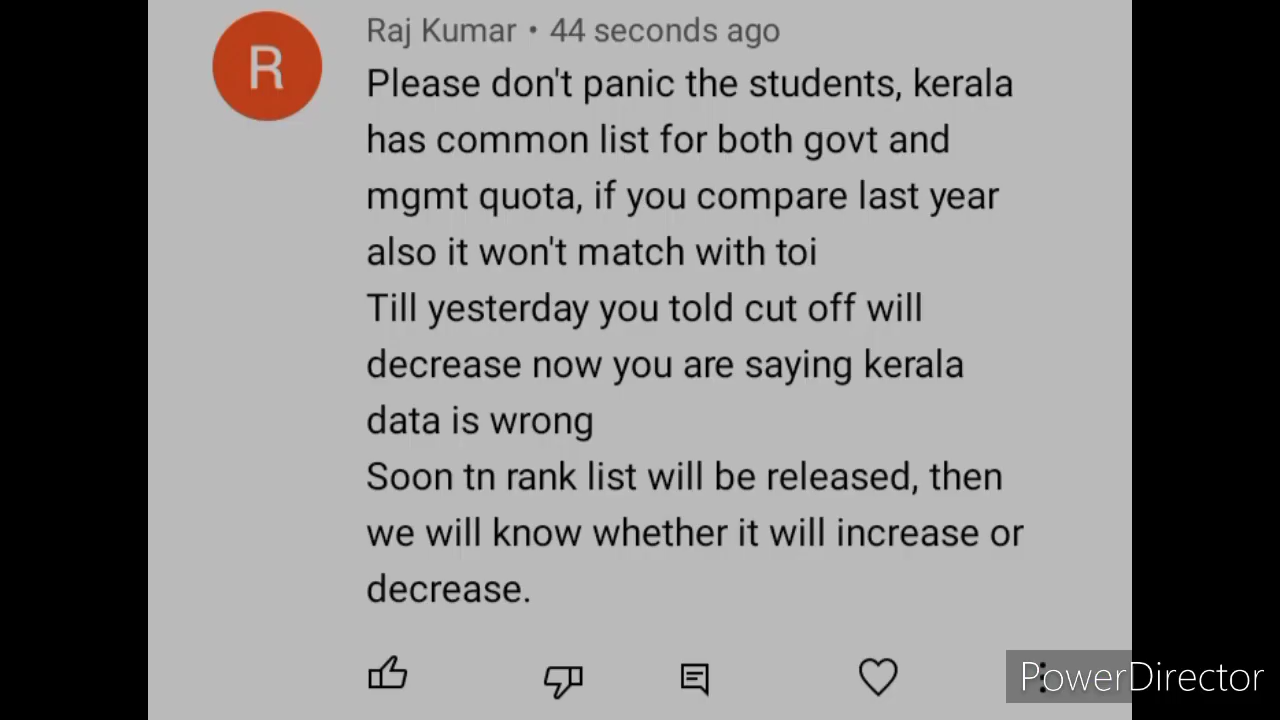 R
Raj Kumar • 44 seconds ago
Please don't panic the students, kerala
has common list for both govt and
mgmt quota, if you compare last year
also it won't match with toi
Till yesterday you told cut off will
decrease now you are saying kerala
data is wrong
Soon tn rank list will be released, then
we will know whether it will increase or
decrease.
PowerDirector